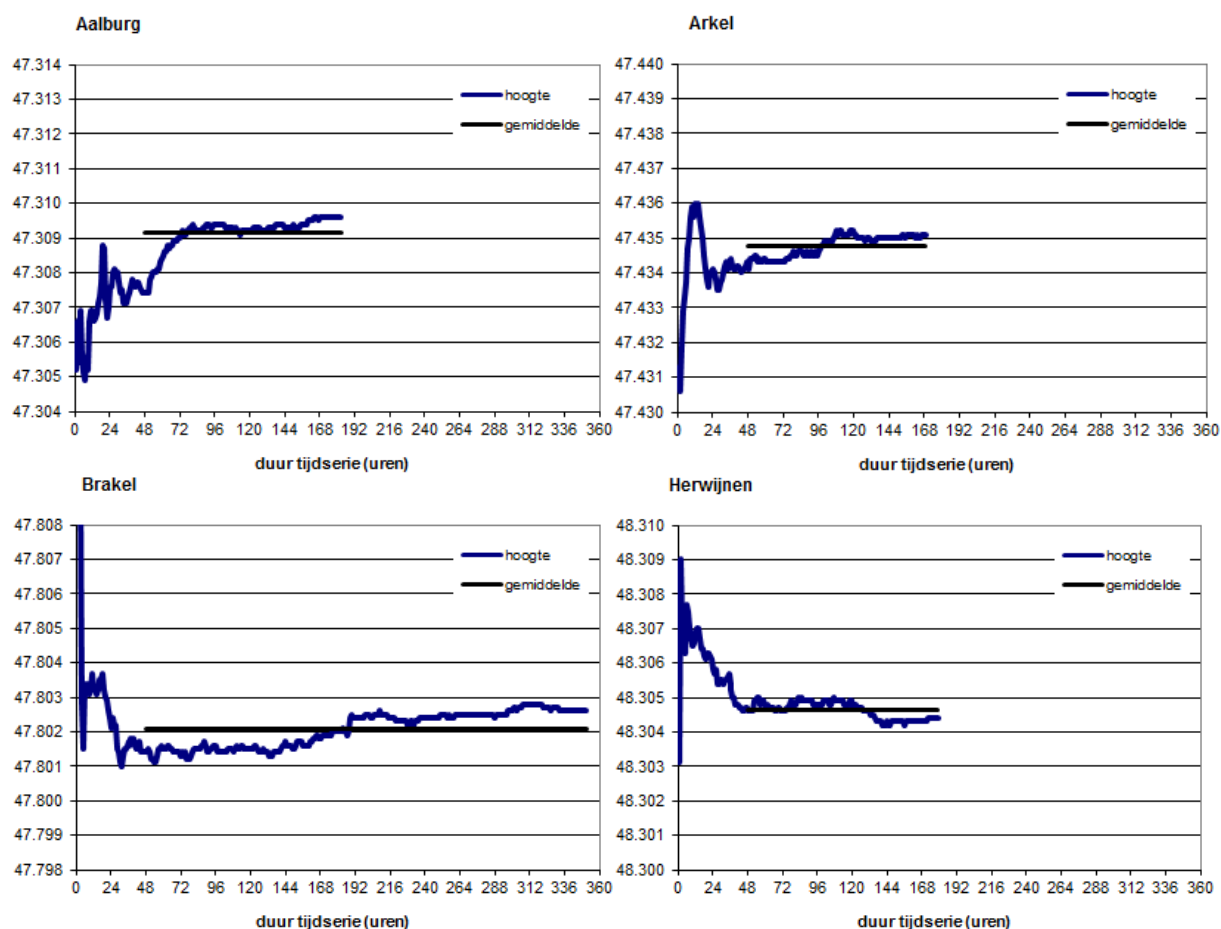 Aalburg
47.314
47.313
47.312
47.311
47.310
47.309
47.308
47.307
47.306
47.305
47.304
hoogte
gemiddelde
0 24 48 72 96 120 144 168 192 216 240 264 288 312 336 360
duur tijdserie (uren)
Arkel
47.440
47.439
47.438
47.437
47.436
47.435
47.434
47.433
47.432
47.431
47.430
hoogte
gemiddelde
0 24 48 72 96 120 144 168 192 216 240 264 288 312 336 360
duur tijdserie (uren)
Brakel
47.808
47.807
47.806
47.805
47.804
47.803
47.802
47.801
47.800
47.799
47.798
hoogte
gemiddelde
0 24 48 72 96 120 144 168 192 216 240 264 288 312 336 360
duur tijdserie (uren)
Herwijnen
48.310
48.309
48.308
48.307
48.306
48.305
48.304
48.303
48.302
48.301
48.300
hoogte
gemiddelde
0 24 48 72 96 120 144 168 192 216 240 264 288 312 336 360
duur tijdserie (uren)